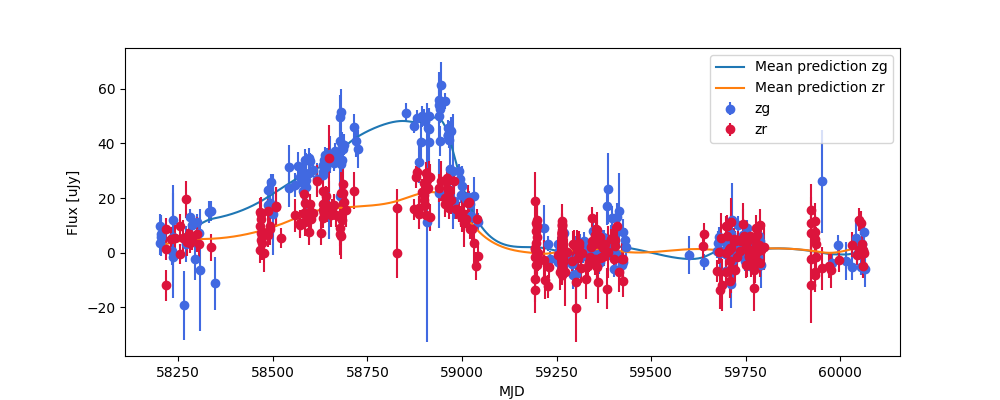 Mean prediction zg
Mean prediction zr
zg
zr
Flux [uJy]
60
40
20
0
−20
58250 58500 58750 59000 59250 59500 59750 60000
MJD